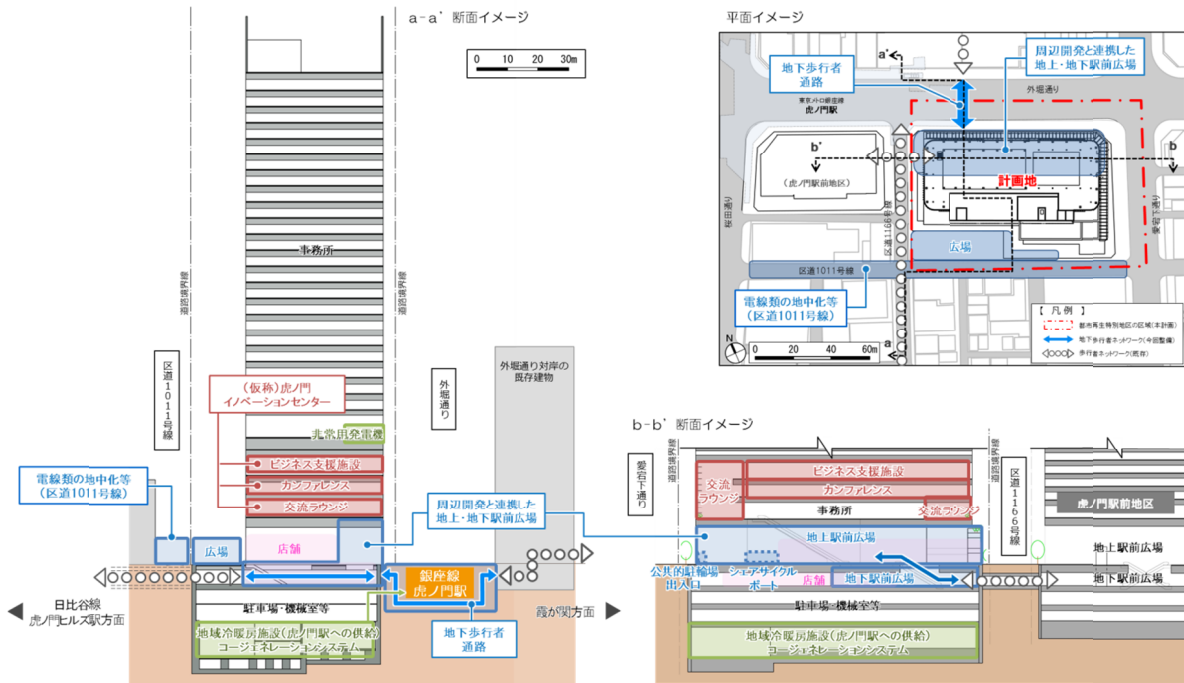 a-a’ 断面イメージ
0 10 20 30m
事務所
道路境界線
道路境界線
区道1011号線
外堀通り
外堀通り対岸の
既存建物
(仮称)虎ノ門
イノベーションセンター
非常用発電機
ビジネス支援施設
カンファレンス
交流ラウンジ
電線類の地中化等
(区道1011号線)
広場
店舗
周辺開発と連携した
地上・地下駅前広場
銀座線
虎ノ門駅
日比谷線
虎ノ門ヒルズ駅方面
霞が関方面
駐車場・機械室等
地域冷暖房施設(虎ノ門駅への供給)
コージェネレーションシステム
地下歩行者
通路
平面イメージ
a’
地下歩行者
通路
周辺開発と連携した
地上・地下駅前広場
外堀通り
東京メトロ銀座線
虎ノ門駅
b’
b
(虎ノ門駅前地区)
計画地
桜田通り
区道1166号線
愛宕下通り
広場
区道1011号線
電線類の地中化等
(区道1011号線)
a
N
0 20 40 60m
【 凡 例 】
都市再生特別地区の区域(本計画)
地下歩行者ネットワーク(今回整備)
歩行者ネットワーク(既存)
b-b’ 断面イメージ
愛宕下通り
道路境界線
道路境界線
区道1166号線
交流
ラウンジ
ビジネス支援施設
カンファレンス
事務所
交流ラウンジ
虎ノ門駅前地区
地上駅前広場
地上駅前広場
公共的駐輪場
出入口
シェアサイクル
ポート
店舗
地下駅前広場
地下駅前広場
駐車場・機械室等
地域冷暖房施設(虎ノ門駅への供給)
コージェネレーションシステム